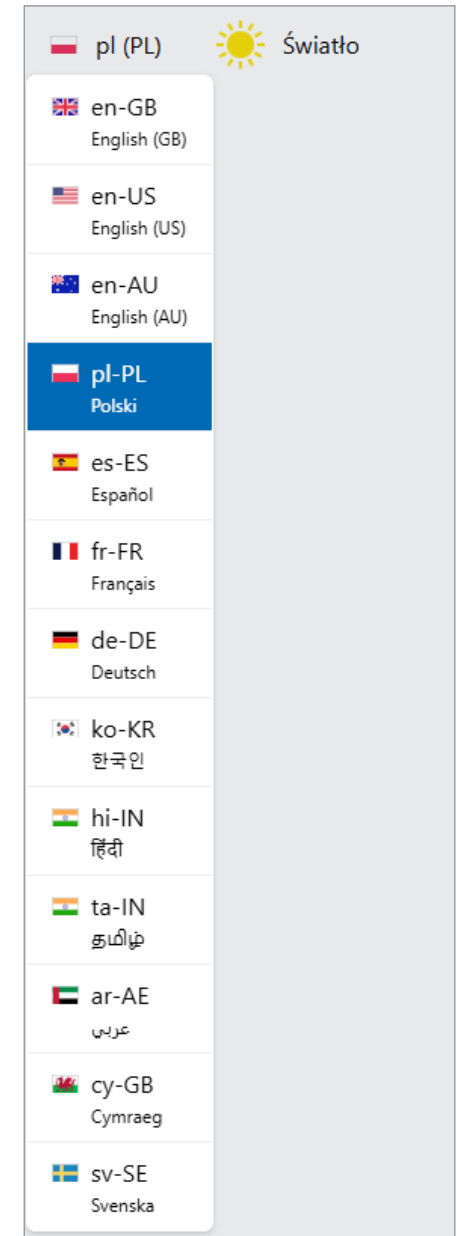 pl (PL) Światło
en-GB
English (GB)
en-US
English (US)
en-AU
English (AU)
pl-PL
Polski
es-ES
Español
fr-FR
Français
de-DE
Deutsch
ko-KR
한국인
hi-IN
हिंदी
ta-IN
தமிழ்
ar-AE
عربي
cy-GB
Cymraeg
sv-SE
Svenska